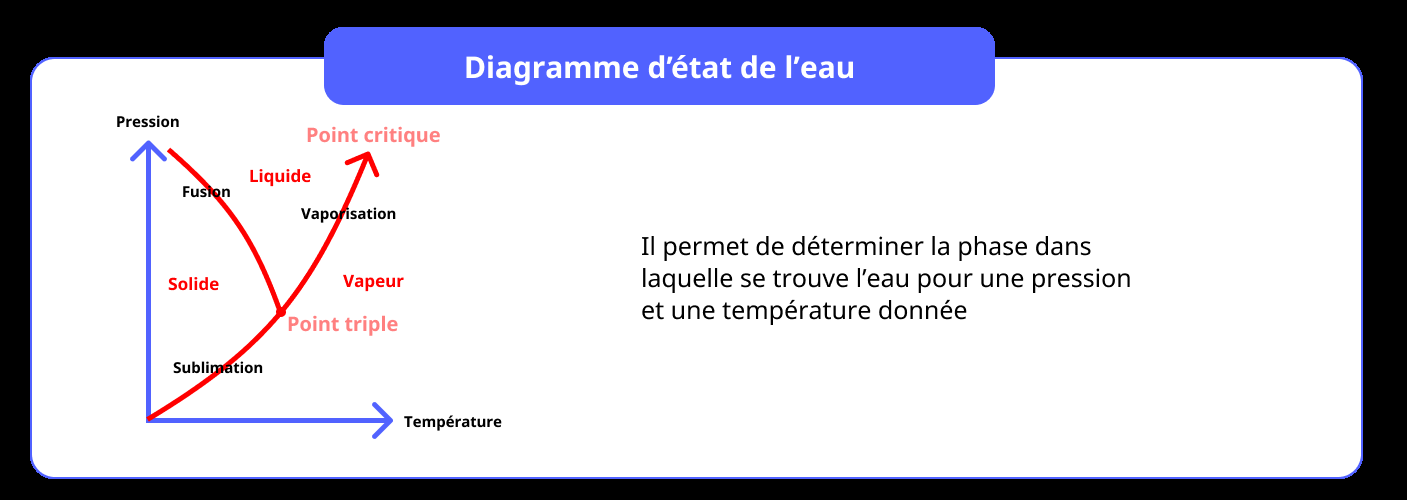 Diagramme d’état de l’eau
Pression
Point critique
Liquide
Fusion
Vaporisation
Solide
Vapeur
Point triple
Sublimation
Température
Il permet de déterminer la phase dans
laquelle se trouve l’eau pour une pression
et une température donnée